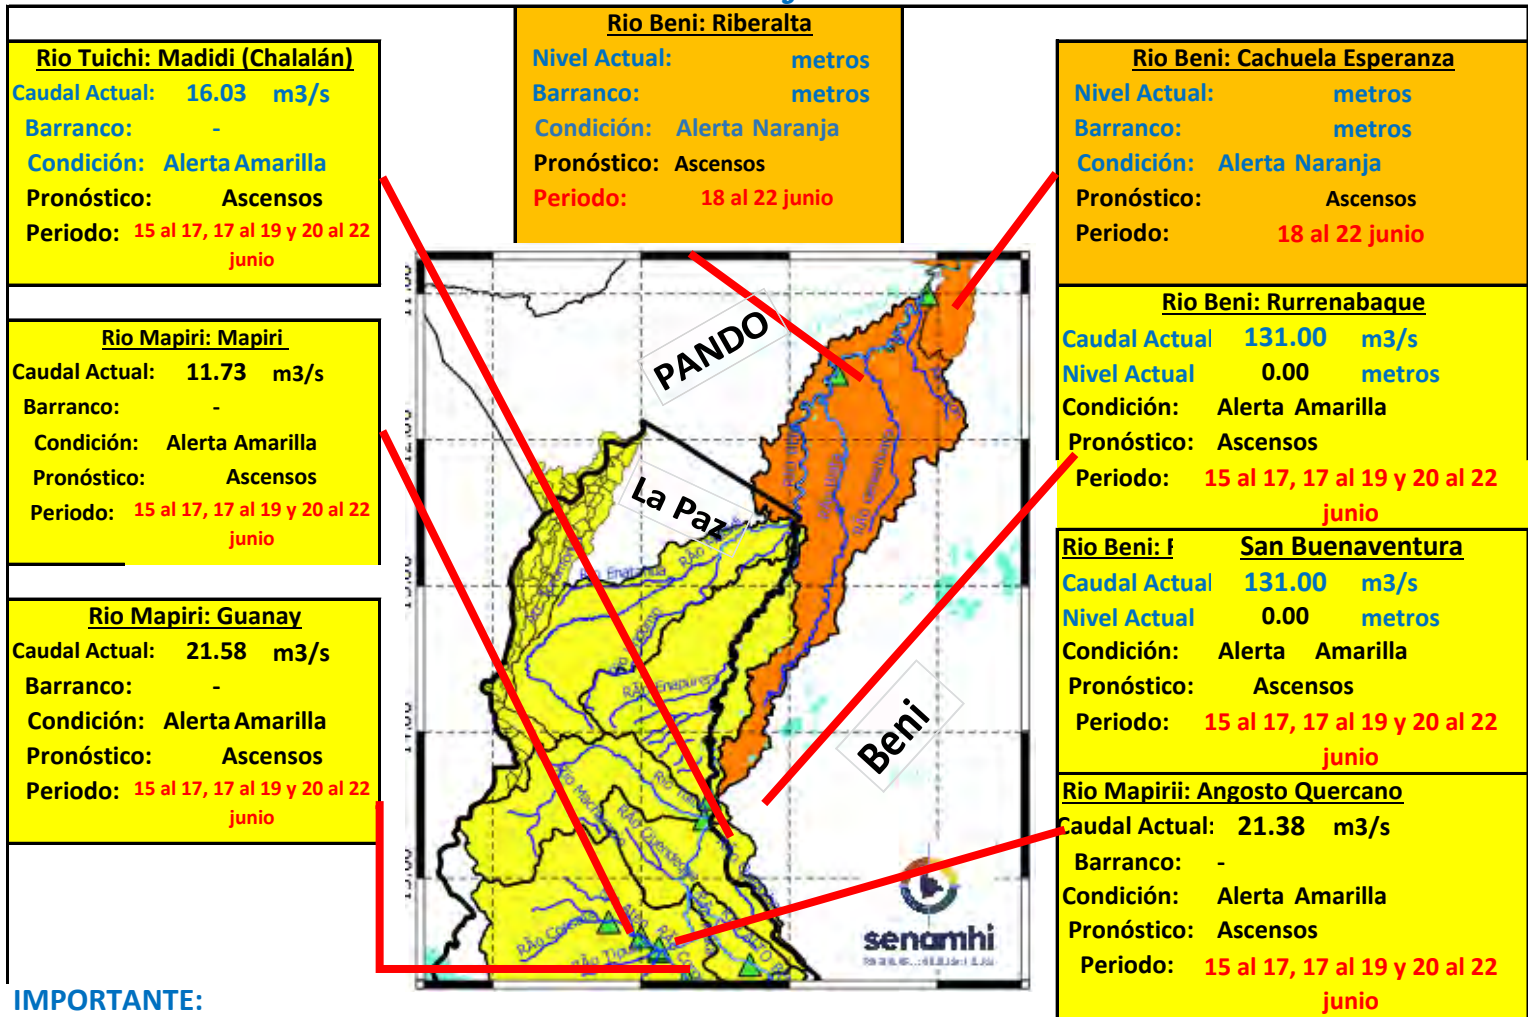 Rio Tuichi: Madidi (Chalalán)
Caudal Actual: 16.03 m3/s
Barranco: -
Condición: Alerta Amarilla
Pronóstico: Ascensos
Periodo: 15 al 17, 17 al 19 y 20 al 22
junio
Rio Mapiri: Mapiri
Caudal Actual: 11.73 m3/s
Barranco: -
Condición: Alerta Amarilla
Pronóstico: Ascensos
Periodo: 15 al 17, 17 al 19 y 20 al 22
junio
Rio Mapiri: Guanay
Caudal Actual: 21.58 m3/s
Barranco: -
Condición: Alerta Amarilla
Pronóstico: Ascensos
Periodo: 15 al 17, 17 al 19 y 20 al 22
junio
Rio Beni: Riberalta
Nivel Actual: metros
Barranco: metros
Condición: Alerta Naranja
Pronóstico: Ascensos
Periodo: 18 al 22 junio
PANDO
La Paz
Beni
senamhi
Rio Beni: Cachuela Esperanza
Nivel Actual: metros
Barranco: metros
Condición: Alerta Naranja
Pronóstico: Ascensos
Periodo: 18 al 22 junio
Rio Beni: Rurrenabaque
Caudal Actual 131.00 m3/s
Nivel Actual 0.00 metros
Condición: Alerta Amarilla
Pronóstico: Ascensos
Periodo: 15 al 17, 17 al 19 y 20 al 22
junio
Rio Beni: San Buenaventura
Caudal Actual 131.00 m3/s
Nivel Actual 0.00 metros
Condición: Alerta Amarilla
Pronóstico: Ascensos
Periodo: 15 al 17, 17 al 19 y 20 al 22
junio
Rio Mapirii: Angosto Quercano
Caudal Actual: 21.38 m3/s
Barranco: -
Condición: Alerta Amarilla
Pronóstico: Ascensos
Periodo: 15 al 17, 17 al 19 y 20 al 22
junio
IMPORTANTE: